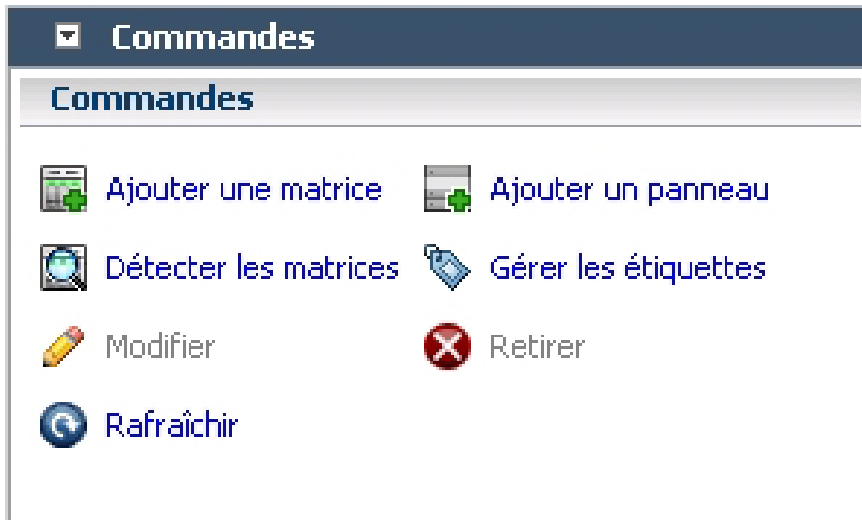 Commandes
Commandes
Ajouter une matrice
Ajouter un panneau
Détecter les matrices
Gérer les étiquettes
Modifier
Retirer
Rafraîchir